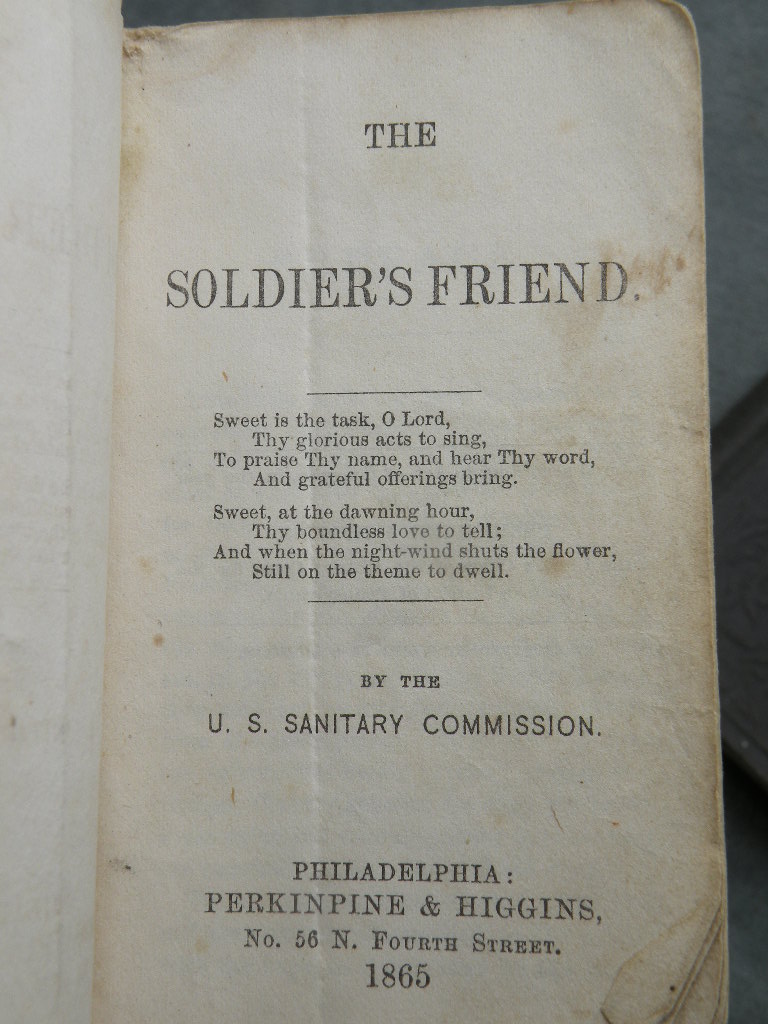 THE
SOLDIER'S FRIEND.
Sweet is the task, O Lord,
Thy glorious acts to sing,
To praise Thy name, and hear Thy word,
And grateful offerings bring.
Sweet, at the dawning hour,
Thy boundless love to tell;
And when the night-wind shuts the flower,
Still on the theme to dwell.
BY THE
U. S. SANITARY COMMISSION.
PHILADELPHIA:
PERKINPINE & HIGGINS,
No. 56 N. FOURTH STREET.
1865